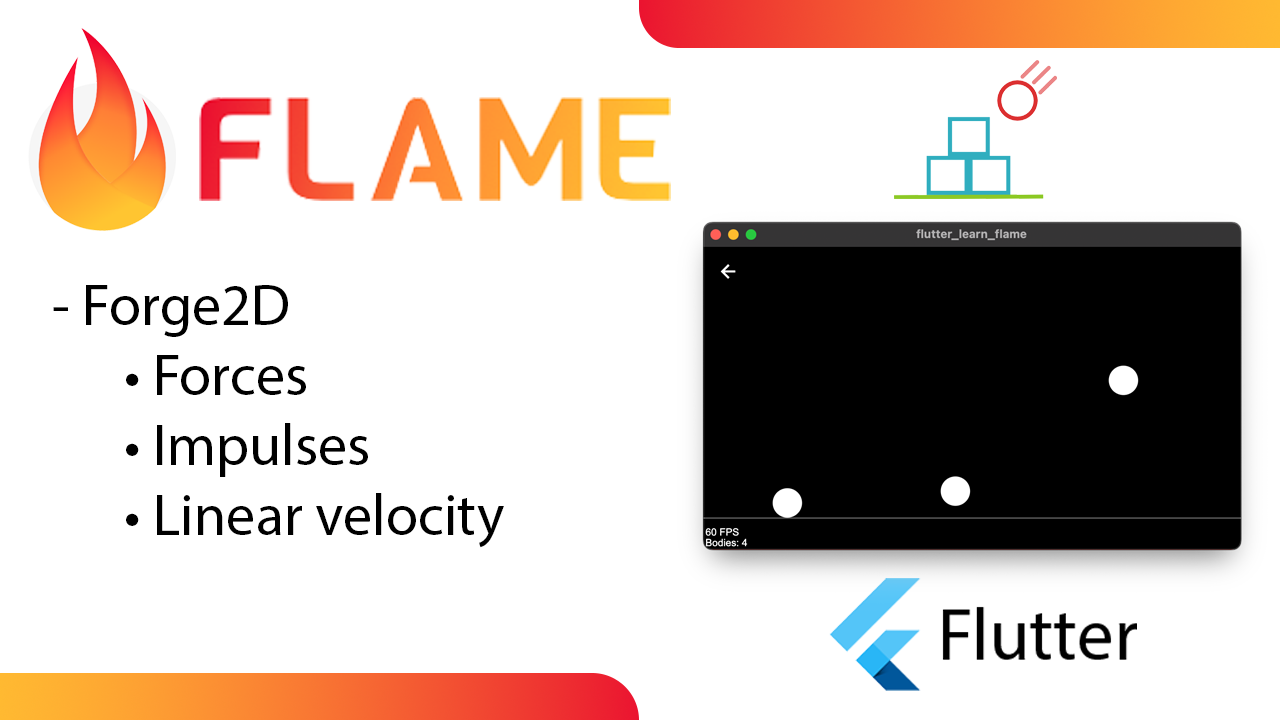 FLAME
- Forge2D
• Forces
• Impulses
• Linear velocity
flutter_learn_flame
60 FPS
Bodies: 4
Flutter